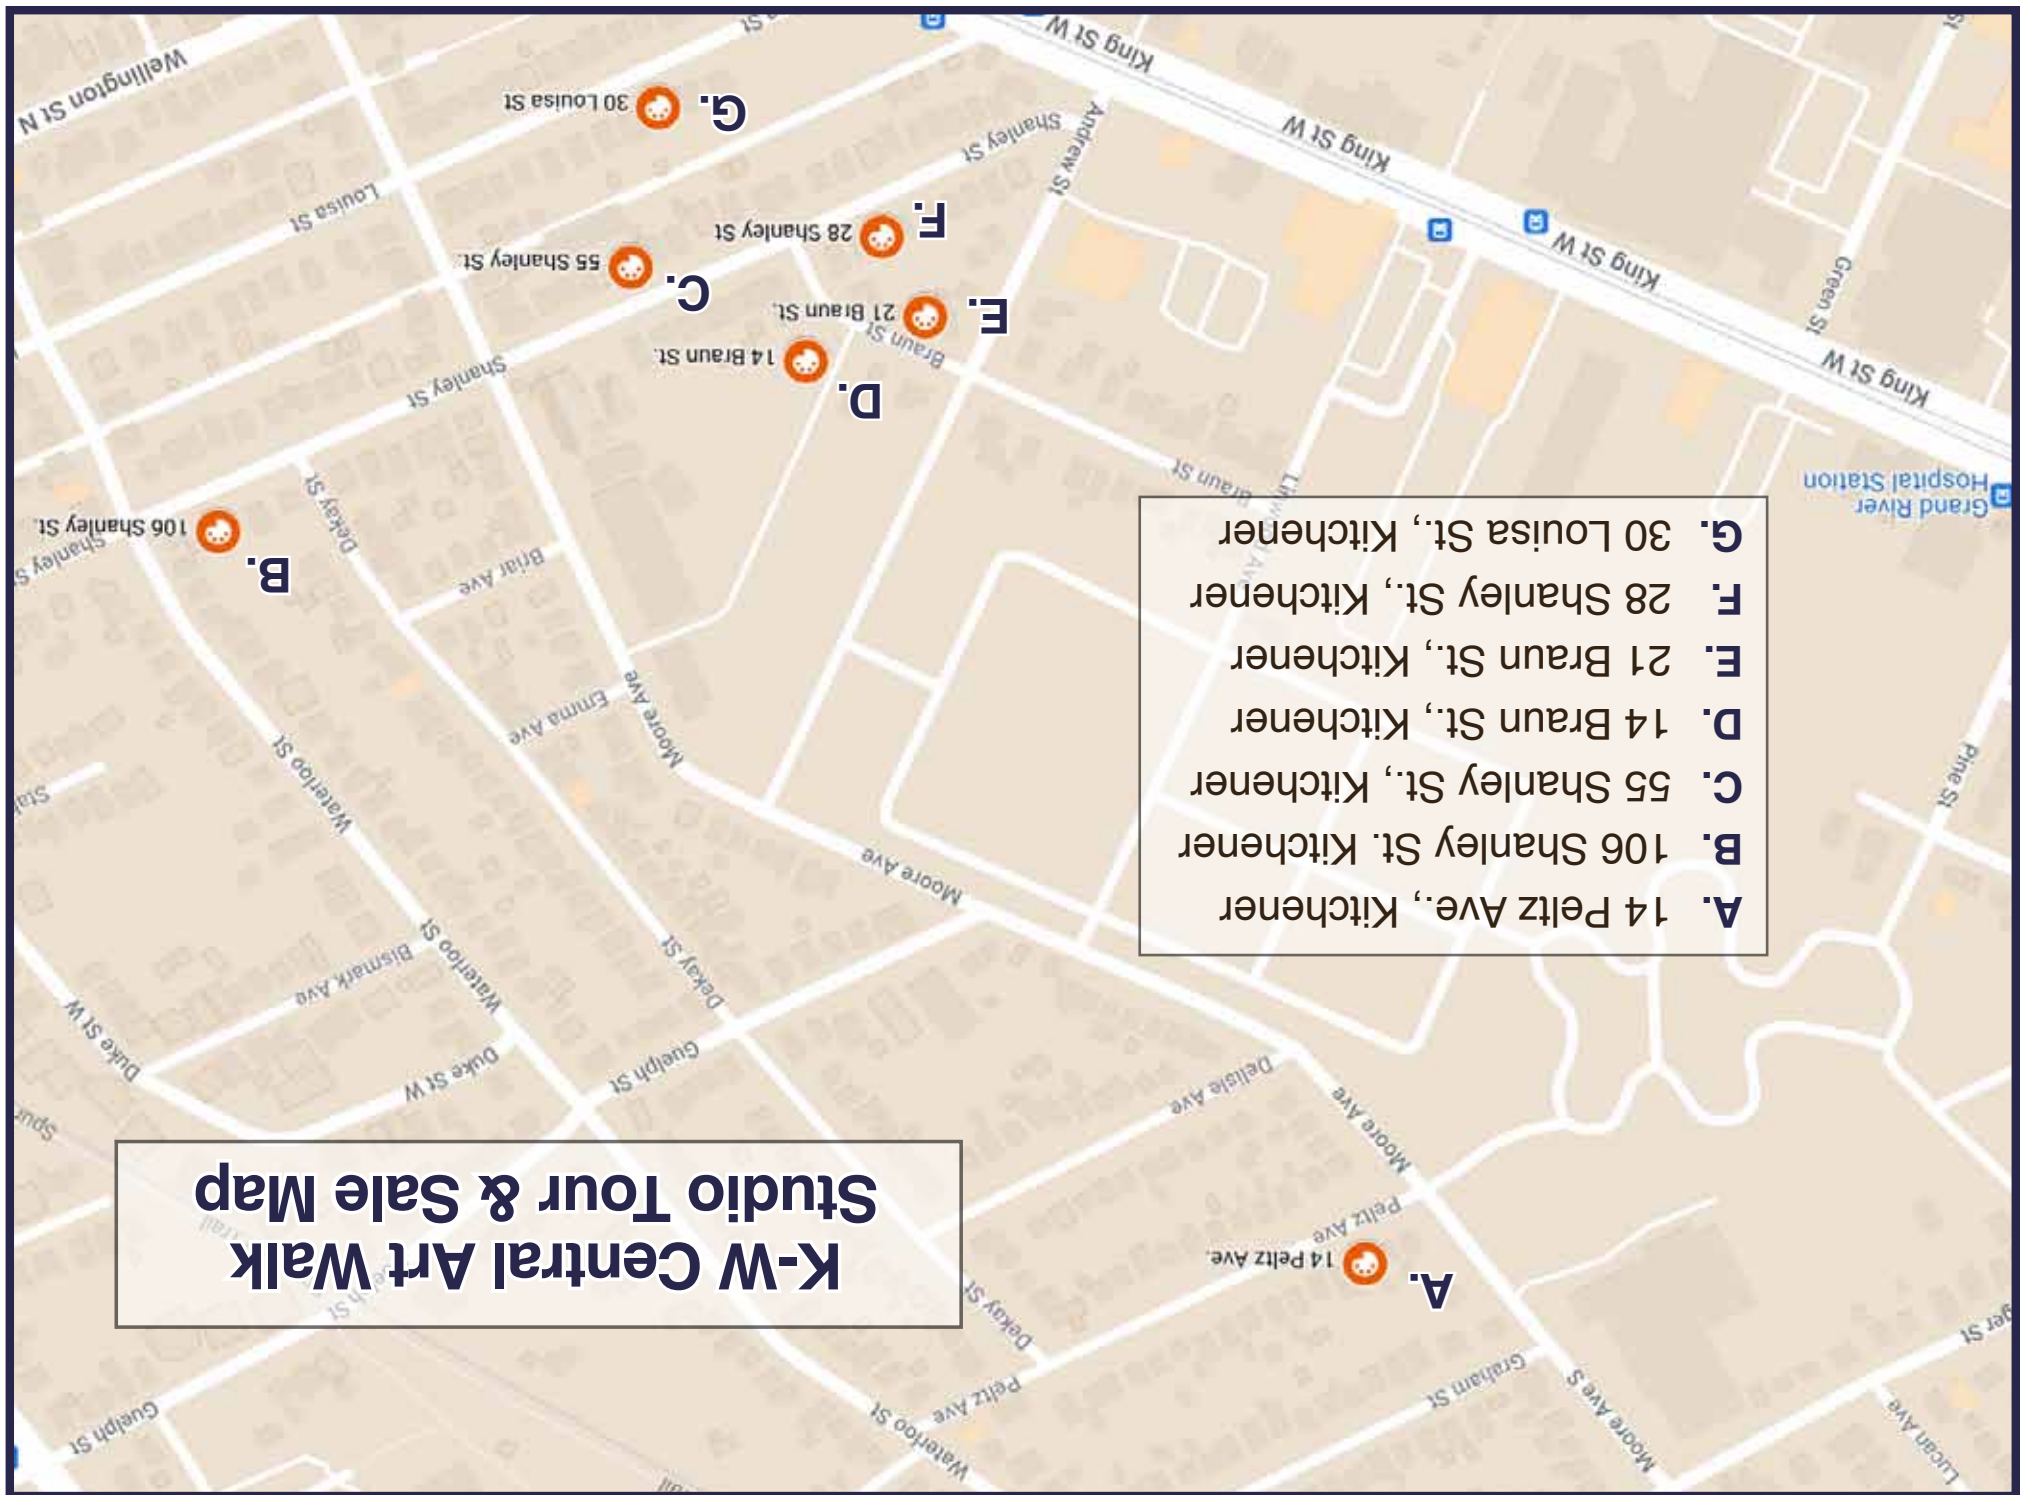 Lucan Ave
Moore Ave S
Waterloo St
Guelph St
Graham St
Peltz Ave
ger St
Dekay St
K-W Central Art Walk
Studio Tour & Sale Map
A.
14 Peltz Ave.
Peltz Ave
Moore Ave
Delisle Ave
Spur
Duke St W
Guelph St
Duke St W
Dekay St
Waterloo St
Bismark Ave
A. 14 Peltz Ave., Kitchener
B. 106 Shanley St. Kitchener
C. 55 Shanley St., Kitchener
D. 14 Braun St., Kitchener
E. 21 Braun St., Kitchener
F. 28 Shanley St., Kitchener
G. 30 Louisa St., Kitchener
Moore Ave
Pine St
Waterloo St
Moore Ave
Emma Ave
Briar Ave
B.
106 Shanley St.
Shanley St
Dekay St
Grand River
Hospital Station
Braun St
D.
14 Braun St.
Shanley St
King St W
Braun St
E.
21 Braun St.
Green St
King St W
C.
55 Shanley St.
F.
28 Shanley St
Louisa St
Andrew St
King St W
Shanley St
G.
30 Louisa St
Wellington St N
King St W